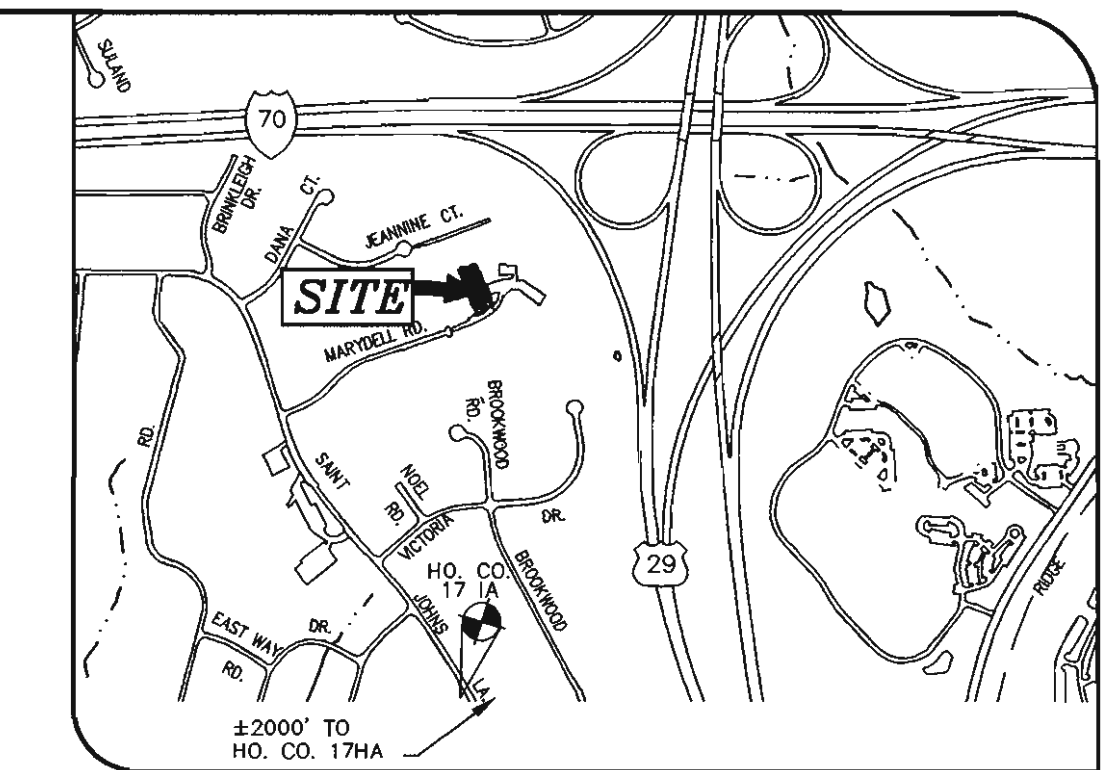 SULAND
70
BRINKLEIGH
DR.
DANA
CT.
JEANNINE CT.
SITE
MARYDELL RD.
RD.
BROOKWOOD
RD.
SAINT
NOEL
RD.
VICTORIA
DR.
BROOKWOOD
HO. CO.
17 IA
JOHNS
LA.
29
RIDGE
EAST WAY
DR.
RD.
±2000' TO
HO. CO. 17HA